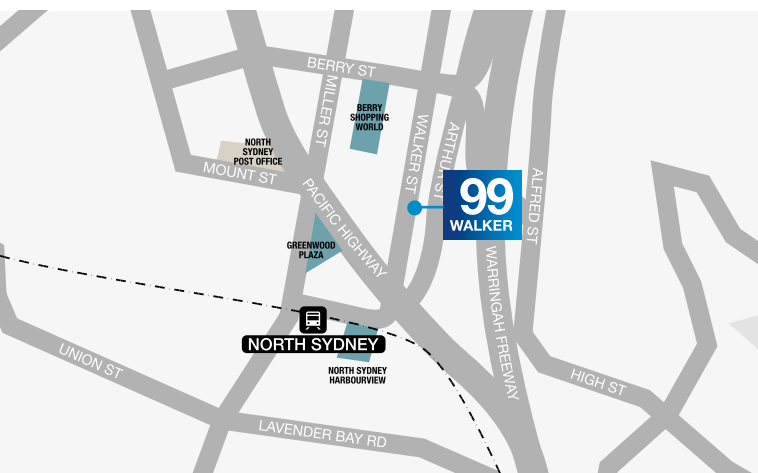 BERRY ST
MILLER ST
BERRY
SHOPPING
WORLD
WALKER ST
ARTHUR ST
NORTH
SYDNEY
POST OFFICE
MOUNT ST
PACIFIC HIGHWAY
99
WALKER
ALFRED ST
GREENWOOD
PLAZA
WARRINGAH FREEWAY
NORTH SYDNEY
NORTH SYDNEY
HARBOURVIEW
UNION ST
HIGH ST
LAVENDER BAY RD